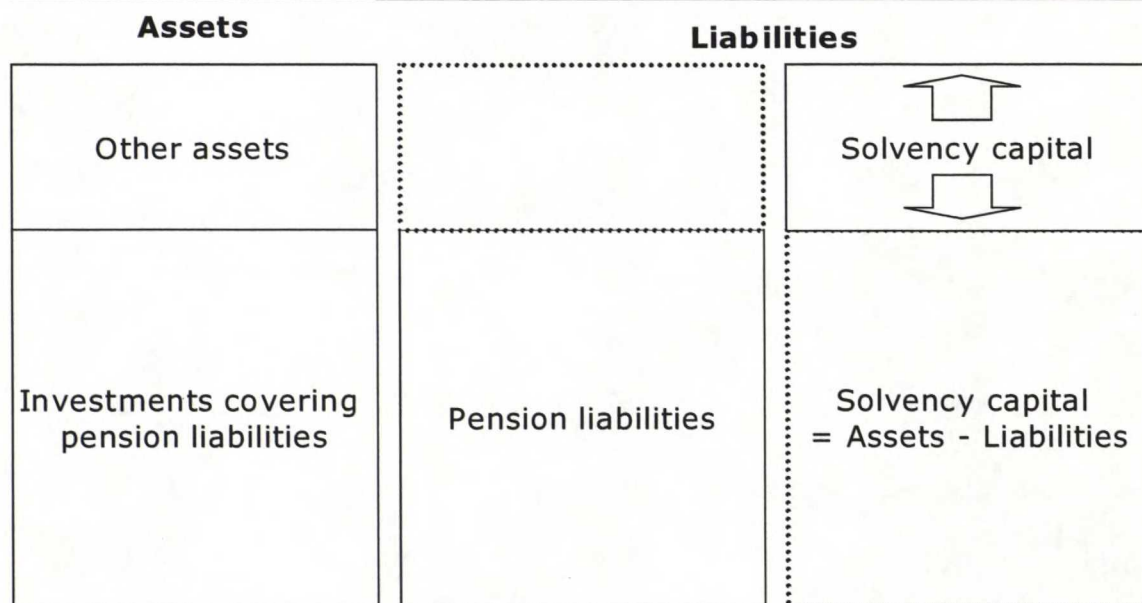 Assets
Liabilities
Other assets
Solvency capital
Investments covering
pension liabilities
Pension liabilities
Solvency capital
= Assets - Liabilities